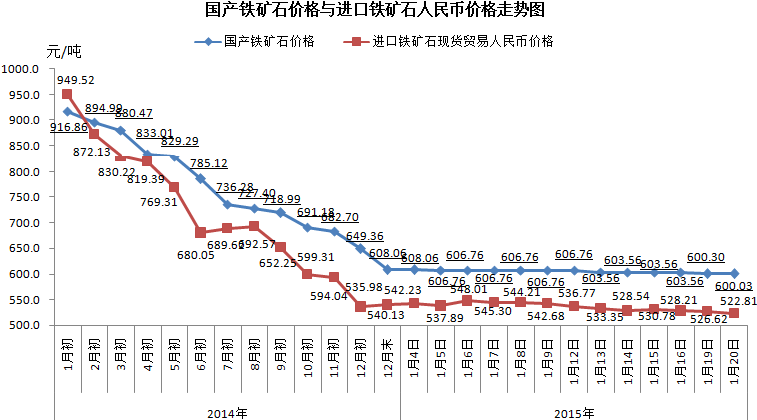 国产铁矿石价格与进口铁矿石人民币价格走势图
元/吨
国产铁矿石价格 进口铁矿石现货贸易人民币价格
1000.0
950.0
900.0
850.0
800.0
750.0
700.0
650.0
600.0
550.0
500.0
916.86 894.99 880.47 833.01 829.29 785.12 736.28 727.40 718.99 691.18 682.70 649.36 608.06 608.06 606.76 606.76 606.76 606.76 606.76 606.76 603.56 603.56 603.56 603.56 600.30 600.03
949.52 872.13 830.22 819.39 769.31 680.05 689.62 692.57 652.25 599.31 594.04 535.98 540.13 542.23 537.89 548.01 545.30 544.21 542.68 536.77 533.35 528.54 530.78 528.21 526.62 522.81
1月初 2月初 3月初 4月初 5月初 6月初 7月初 8月初 9月初 10月初 11月初 12月初 12月末 1月4日 1月5日 1月6日 1月7日 1月8日 1月9日 1月12日 1月13日 1月14日 1月15日 1月16日 1月19日 1月20日
2014年 2015年